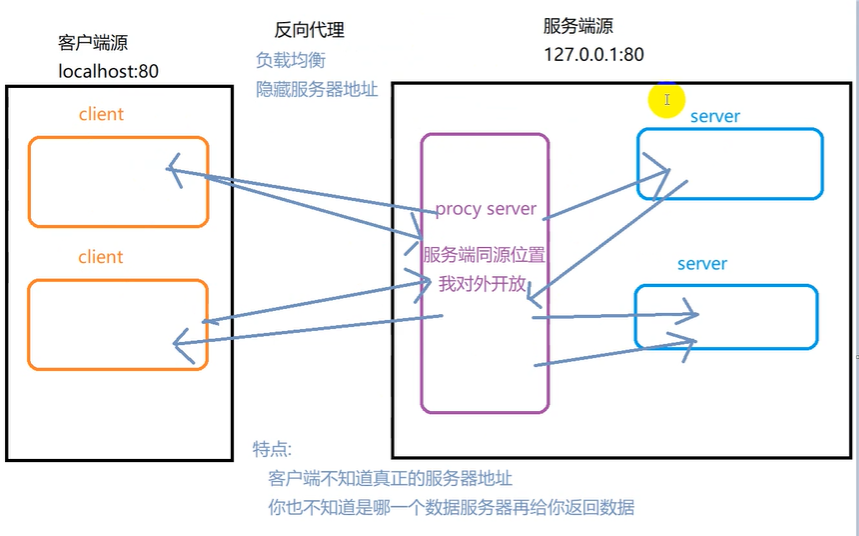 客户端源
localhost:80
反向代理
负载均衡
隐藏服务器地址
服务端源
127.0.0.1:80
client
client
procy server
服务端同源位置
我对外开放
server
server
特点:
客户端不知道真正的服务器地址
你也不知道是哪一个数据服务器再给你返回数据